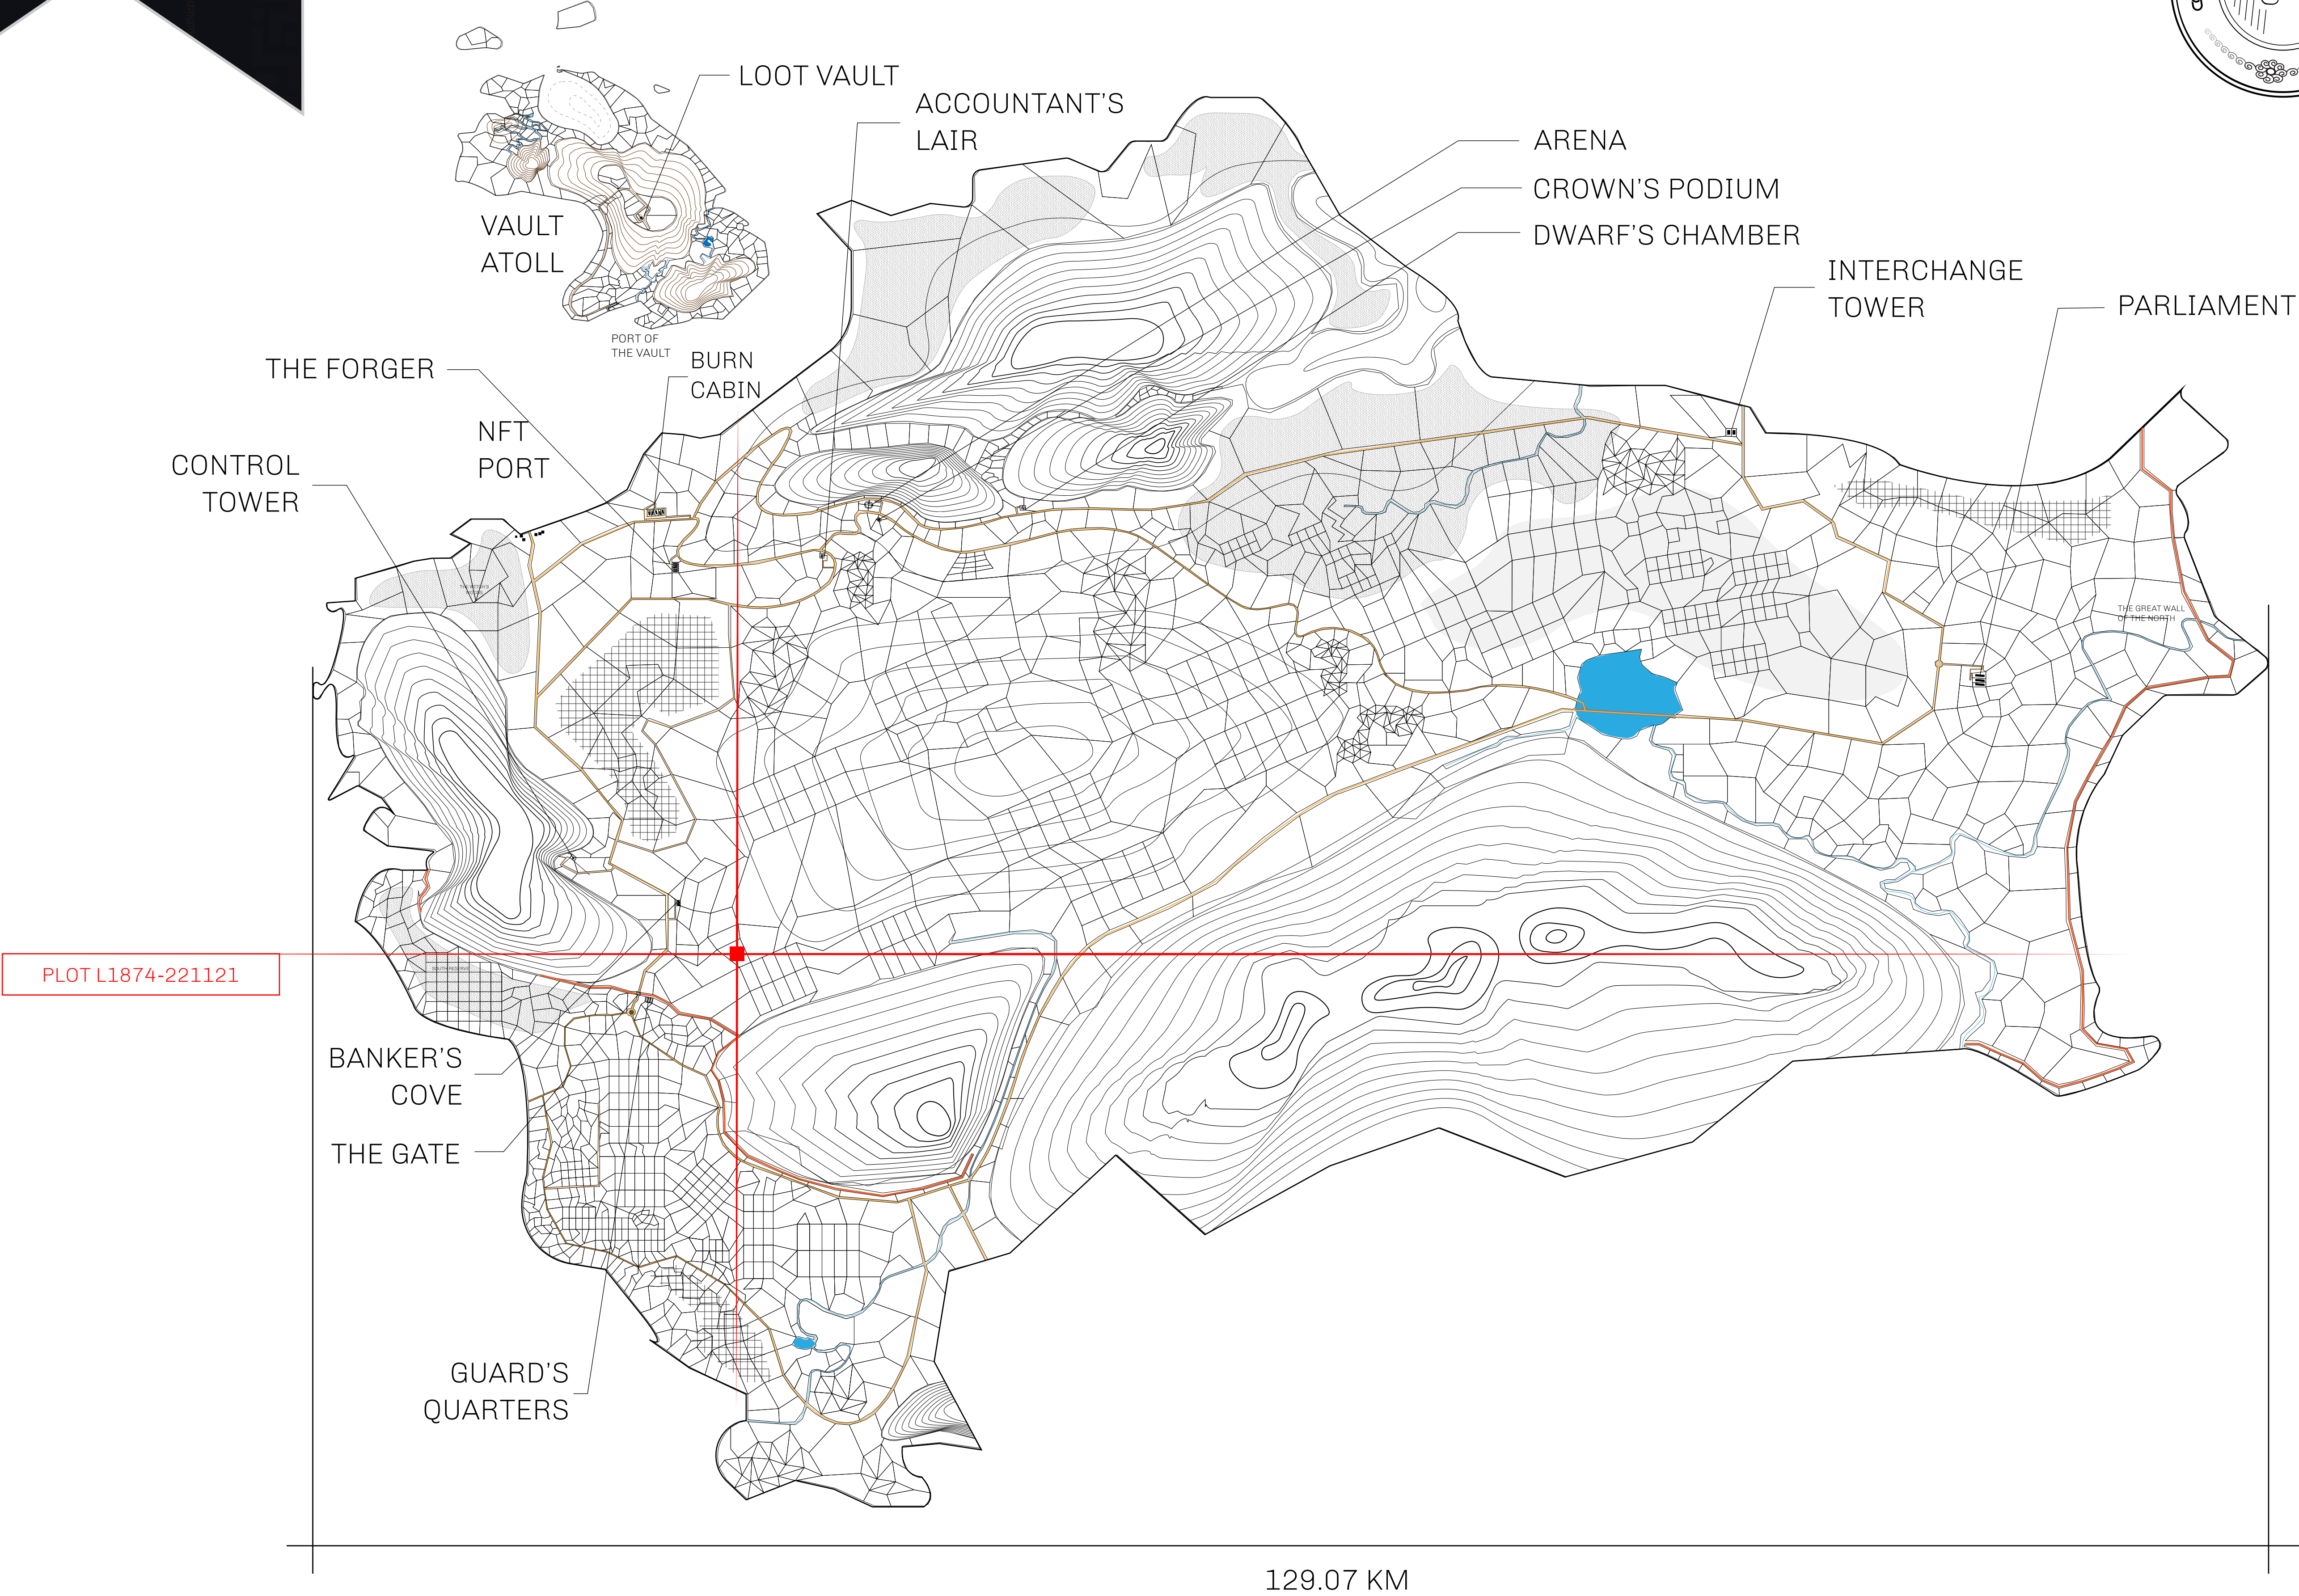 LOOT VAULT
ACCOUNTANT'S
LAIR
ARENA
CROWN'S PODIUM
DWARF'S CHAMBER
VAULT
ATOLL
INTERCHANGE
TOWER
PARLIAMENT
PORT OF
THE VAULT
THE FORGER
BURN
CABIN
NFT
PORT
CONTROL
TOWER
THE GREAT WALL
OF THE NORTH
SOUTH RESERVE
PLOT L1874-221121
BANKER'S
COVE
THE GATE
GUARD'S
QUARTERS
129.07 KM